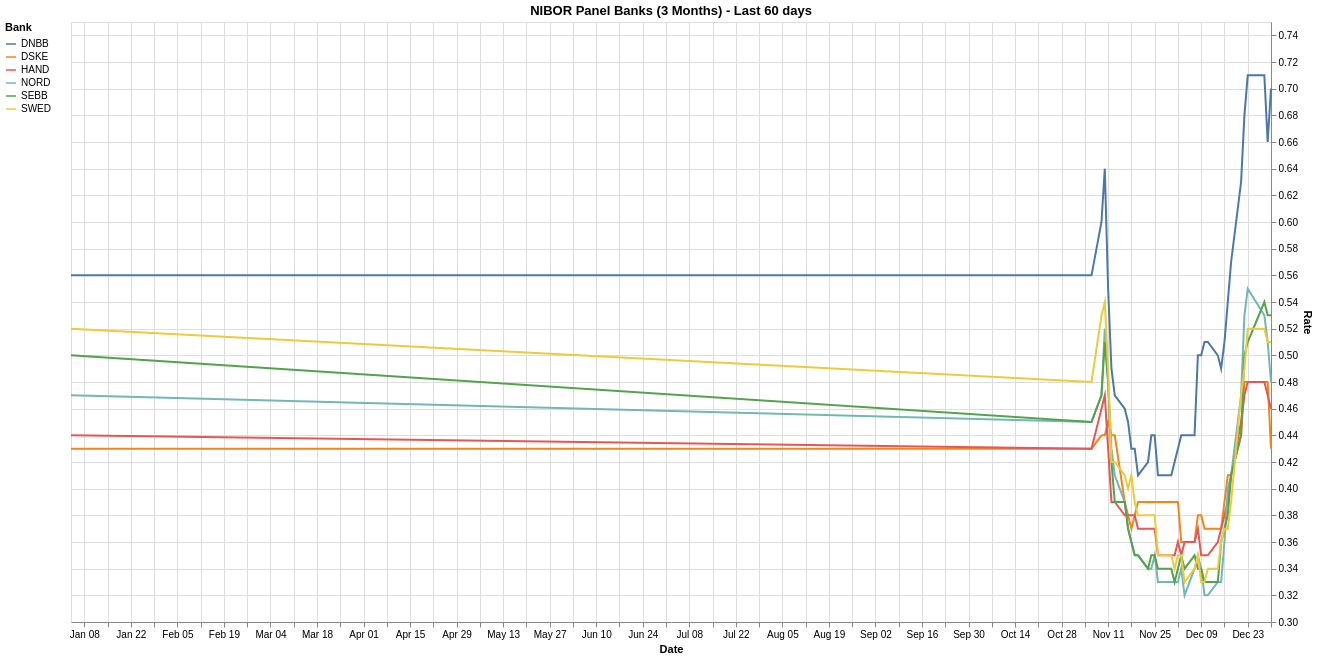 NIBOR Panel Banks (3 Months) - Last 60 days
Bank
DNBB
DSKE
HAND
NORD
SEBB
SWED
0.74
0.72
0.70
0.68
0.66
0.64
0.62
0.60
0.58
0.56
0.54
0.52
0.50
0.48
0.46
0.44
0.42
0.40
0.38
0.36
0.34
0.32
0.30
Rate
Jan 08 Jan 22 Feb 05 Feb 19 Mar 04 Mar 18 Apr 01 Apr 15 Apr 29 May 13 May 27 Jun 10 Jun 24 Jul 08 Jul 22 Aug 05 Aug 19 Sep 02 Sep 16 Sep 30 Oct 14 Oct 28 Nov 11 Nov 25 Dec 09 Dec 23
Date